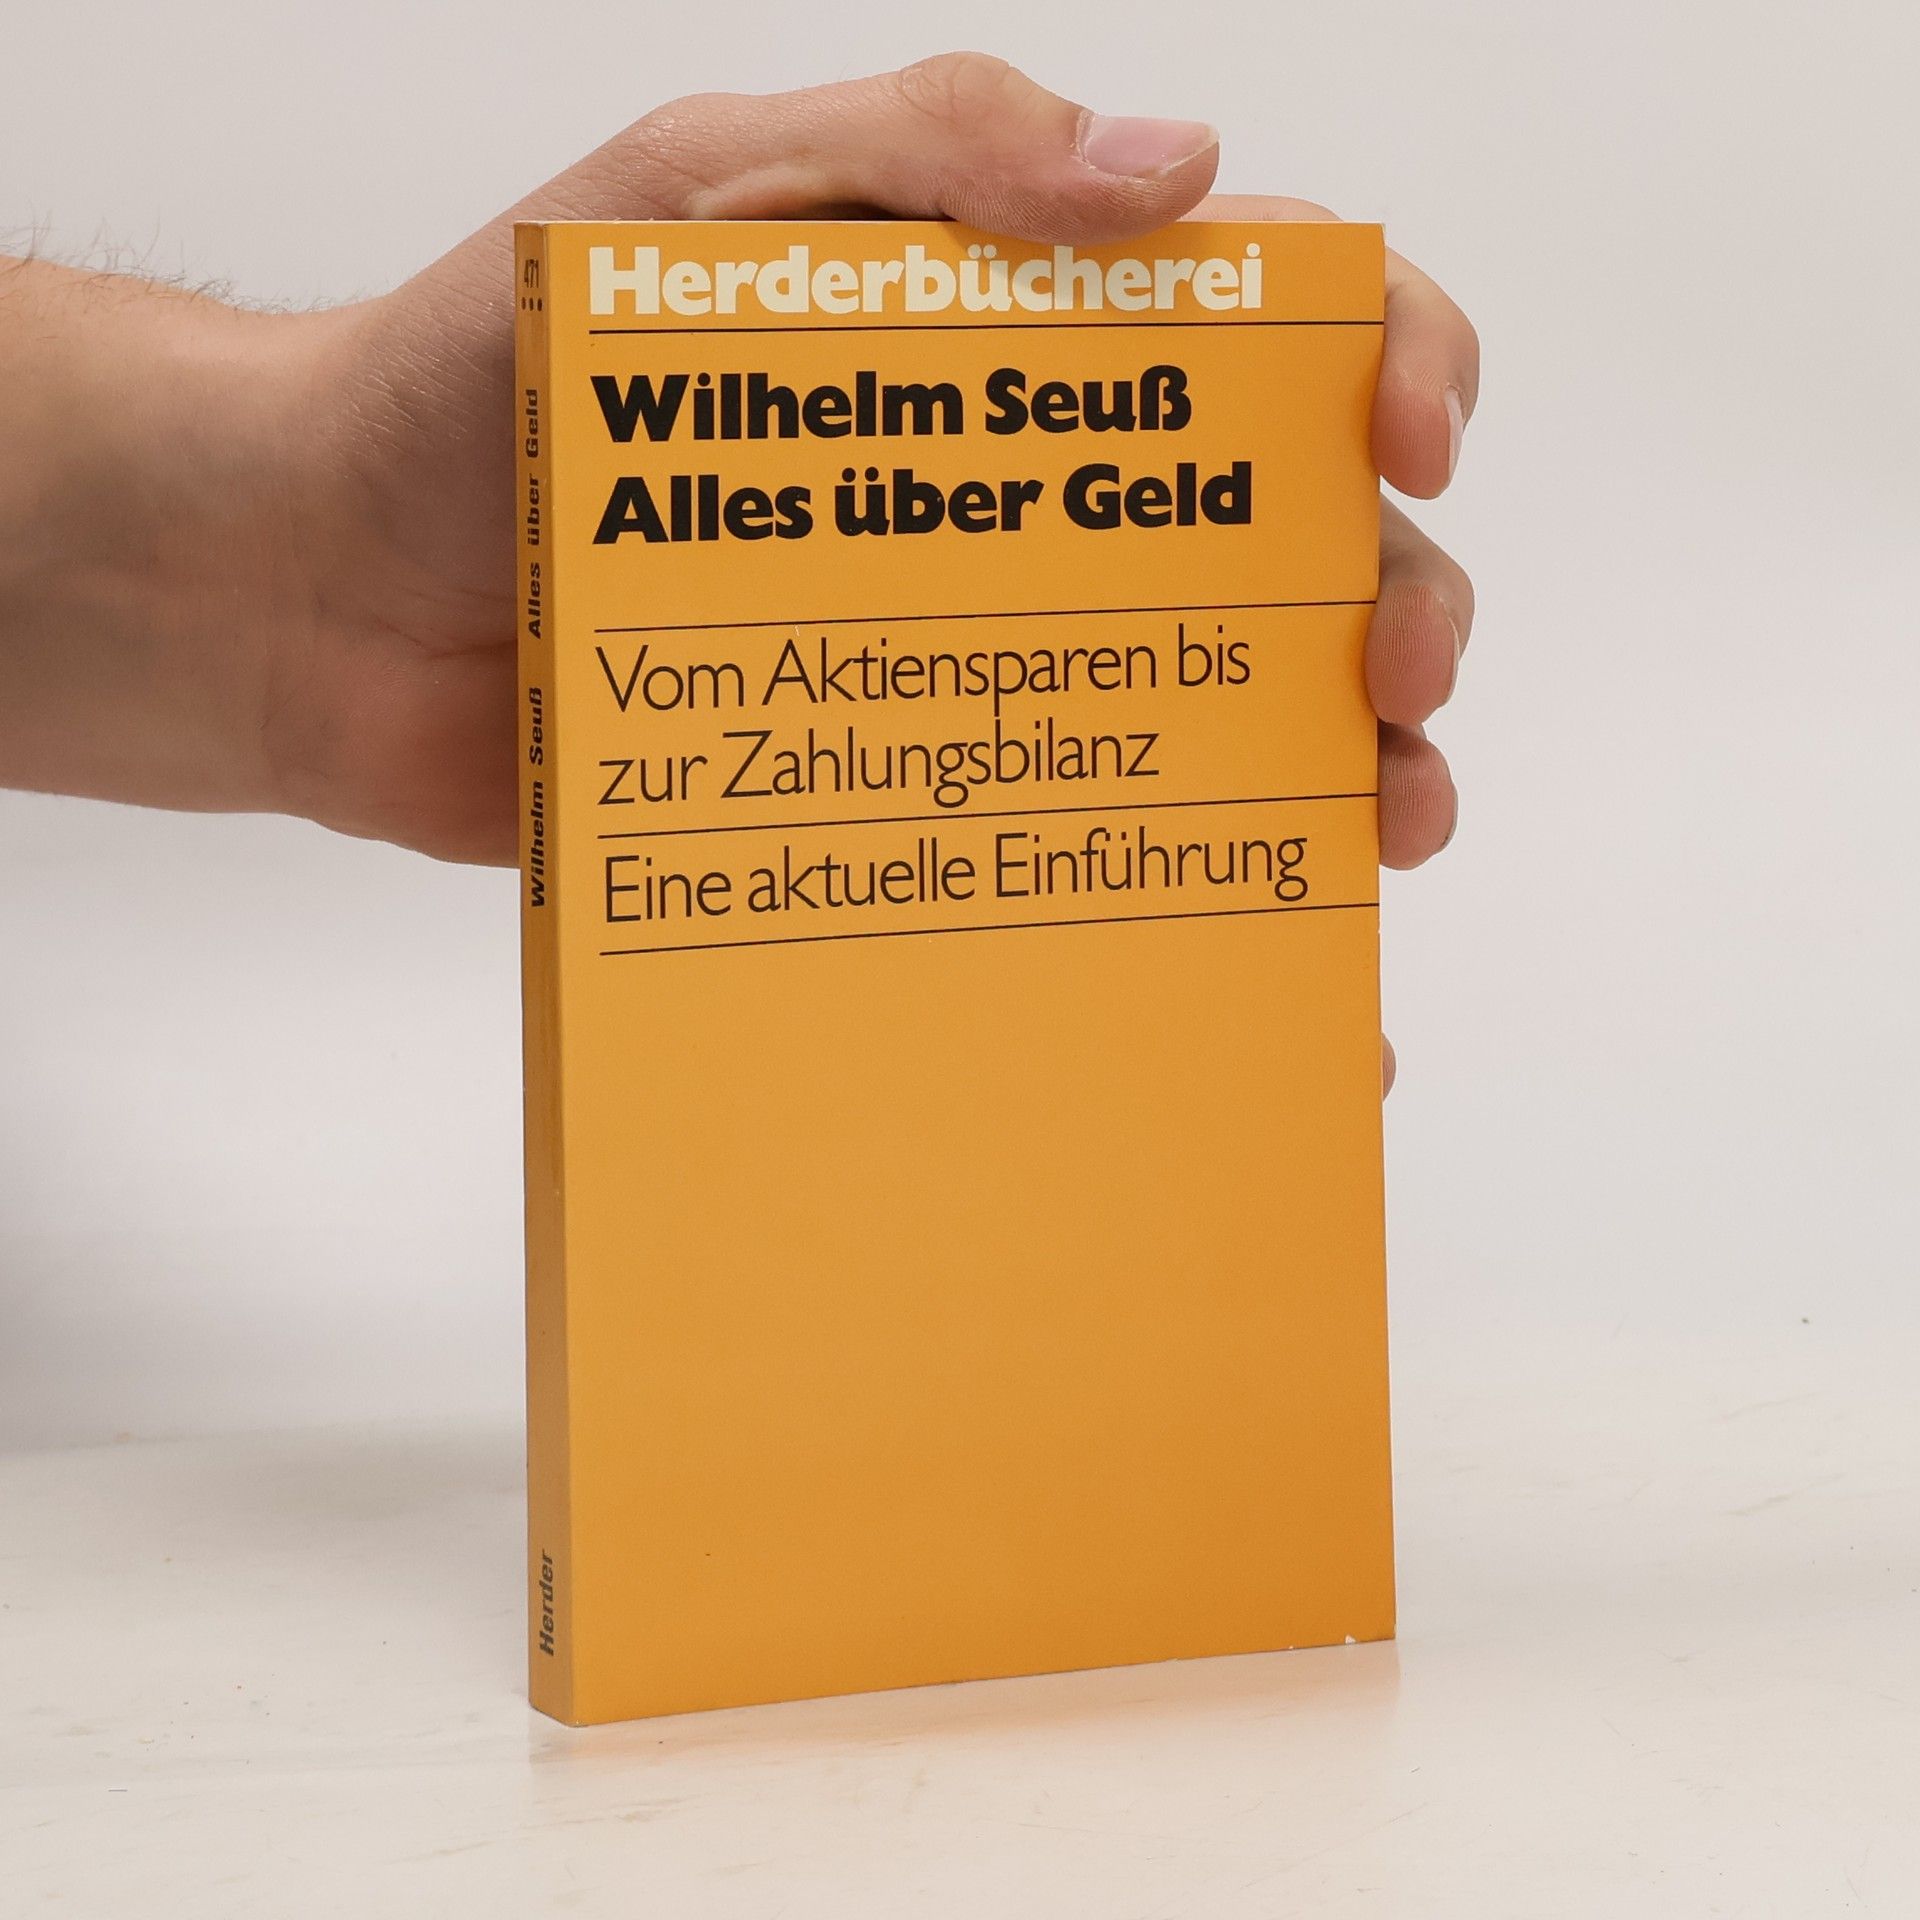 Herderbücherei
Wilhelm Seuß
Alles über Geld
Vom Aktiensparen bis
zur Zahlungsbilanz
Eine aktuelle Einführung
471
Wilhelm Seuß Alles über Geld
Herder